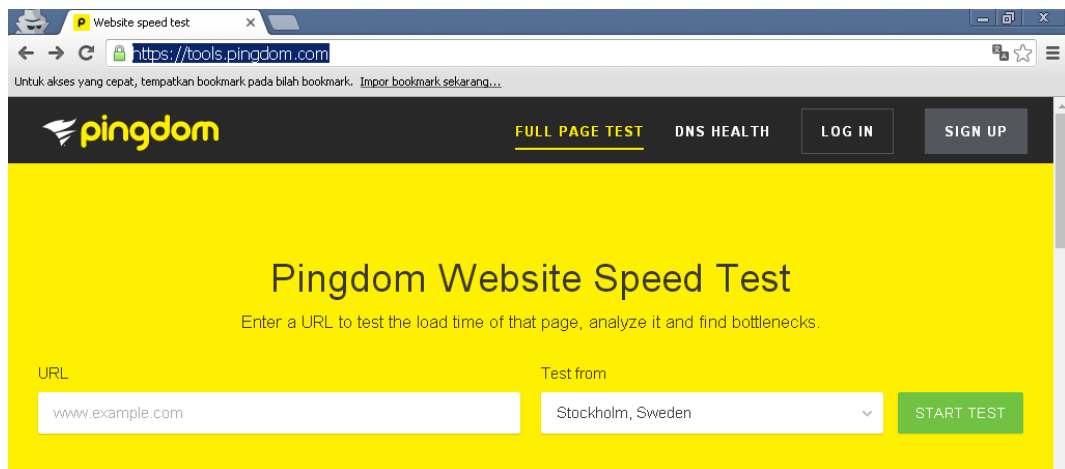 Website speed test
https://tools.pingdom.com
Untuk akses yang cepat, tempatkan bookmark pada bilah bookmark. Impor bookmark sekarang...
pingdom FULL PAGE TEST DNS HEALTH LOG IN SIGN UP
Pingdom Website Speed Test
Enter a URL to test the load time of that page, analyze it and find bottlenecks.
URL Test from
www.example.com Stockholm, Sweden START TEST